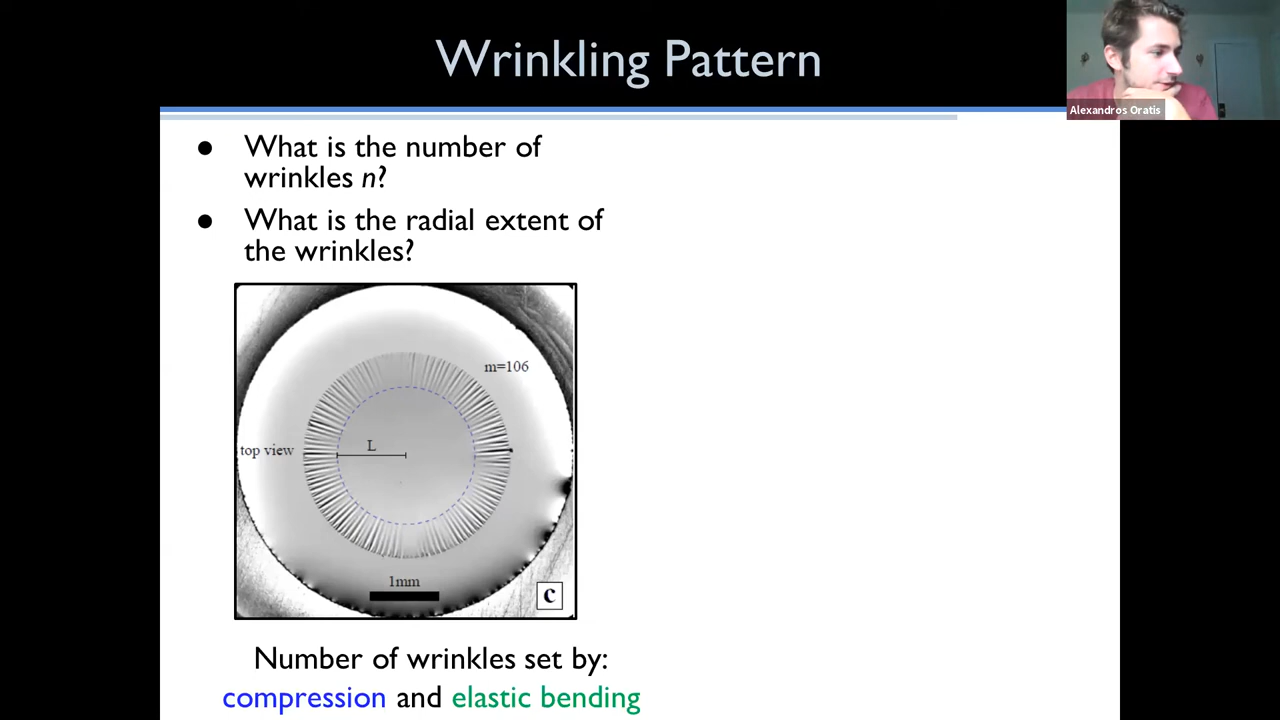 Wrinkling Pattern
Alexandros Oratis
● What is the number of
wrinkles n?
● What is the radial extent of
the wrinkles?
m=106
top view
L
1mm
c
Number of wrinkles set by:
compression and elastic bending